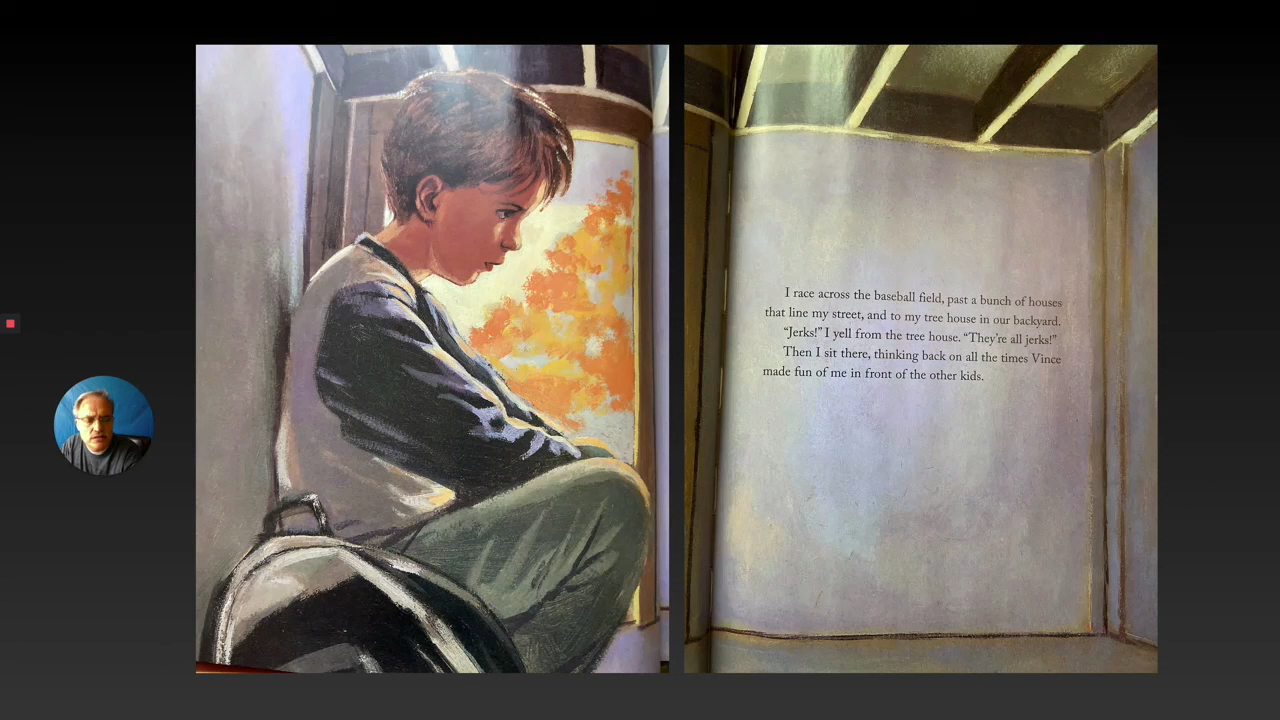 I race across the baseball field, past a bunch of houses
that line my street, and to my tree house in our backyard.
“Jerks!” I yell from the tree house. “They’re all jerks!”
Then I sit there, thinking back on all the times Vince
made fun of me in front of the other kids.